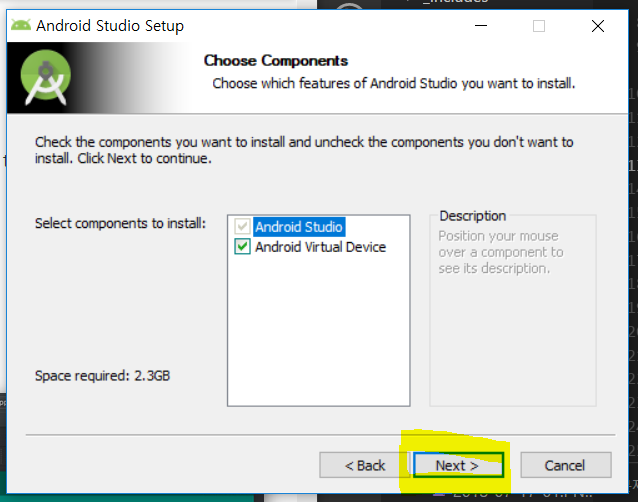 _includes
Android Studio Setup
Choose Components
Choose which features of Android Studio you want to install.
Check the components you want to install and uncheck the components you don't want to
install. Click Next to continue.
Select components to install:
Android Studio
Android Virtual Device
Description
Position your mouse
over a component to
see its description.
Space required: 2.3GB
< Back
Next >
Cancel